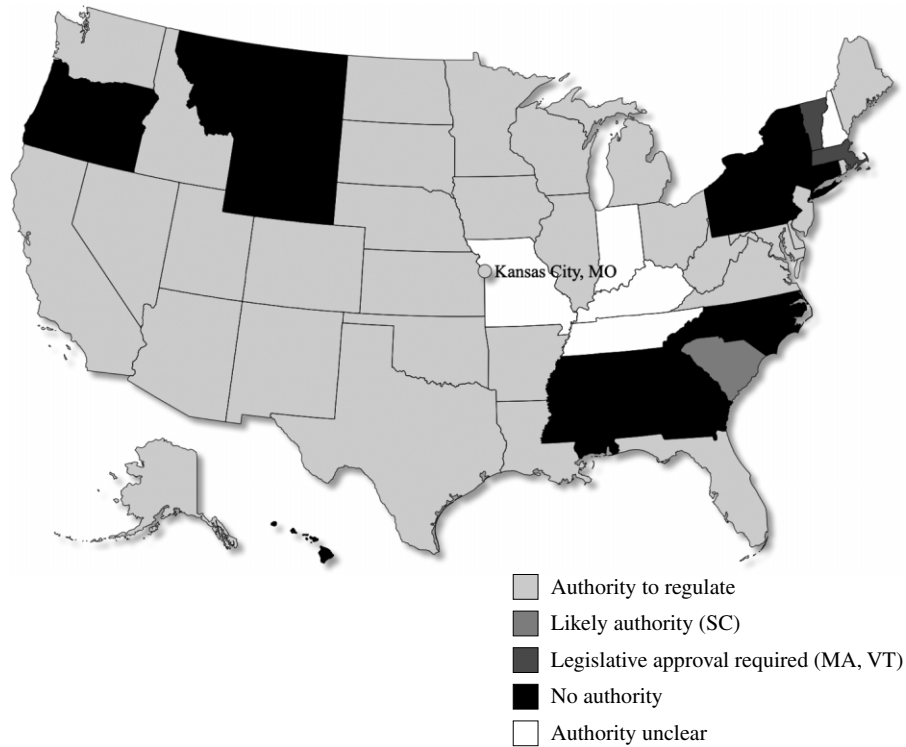 Kansas City, MO
Authority to regulate
Likely authority (SC)
Legislative approval required (MA, VT)
No authority
Authority unclear